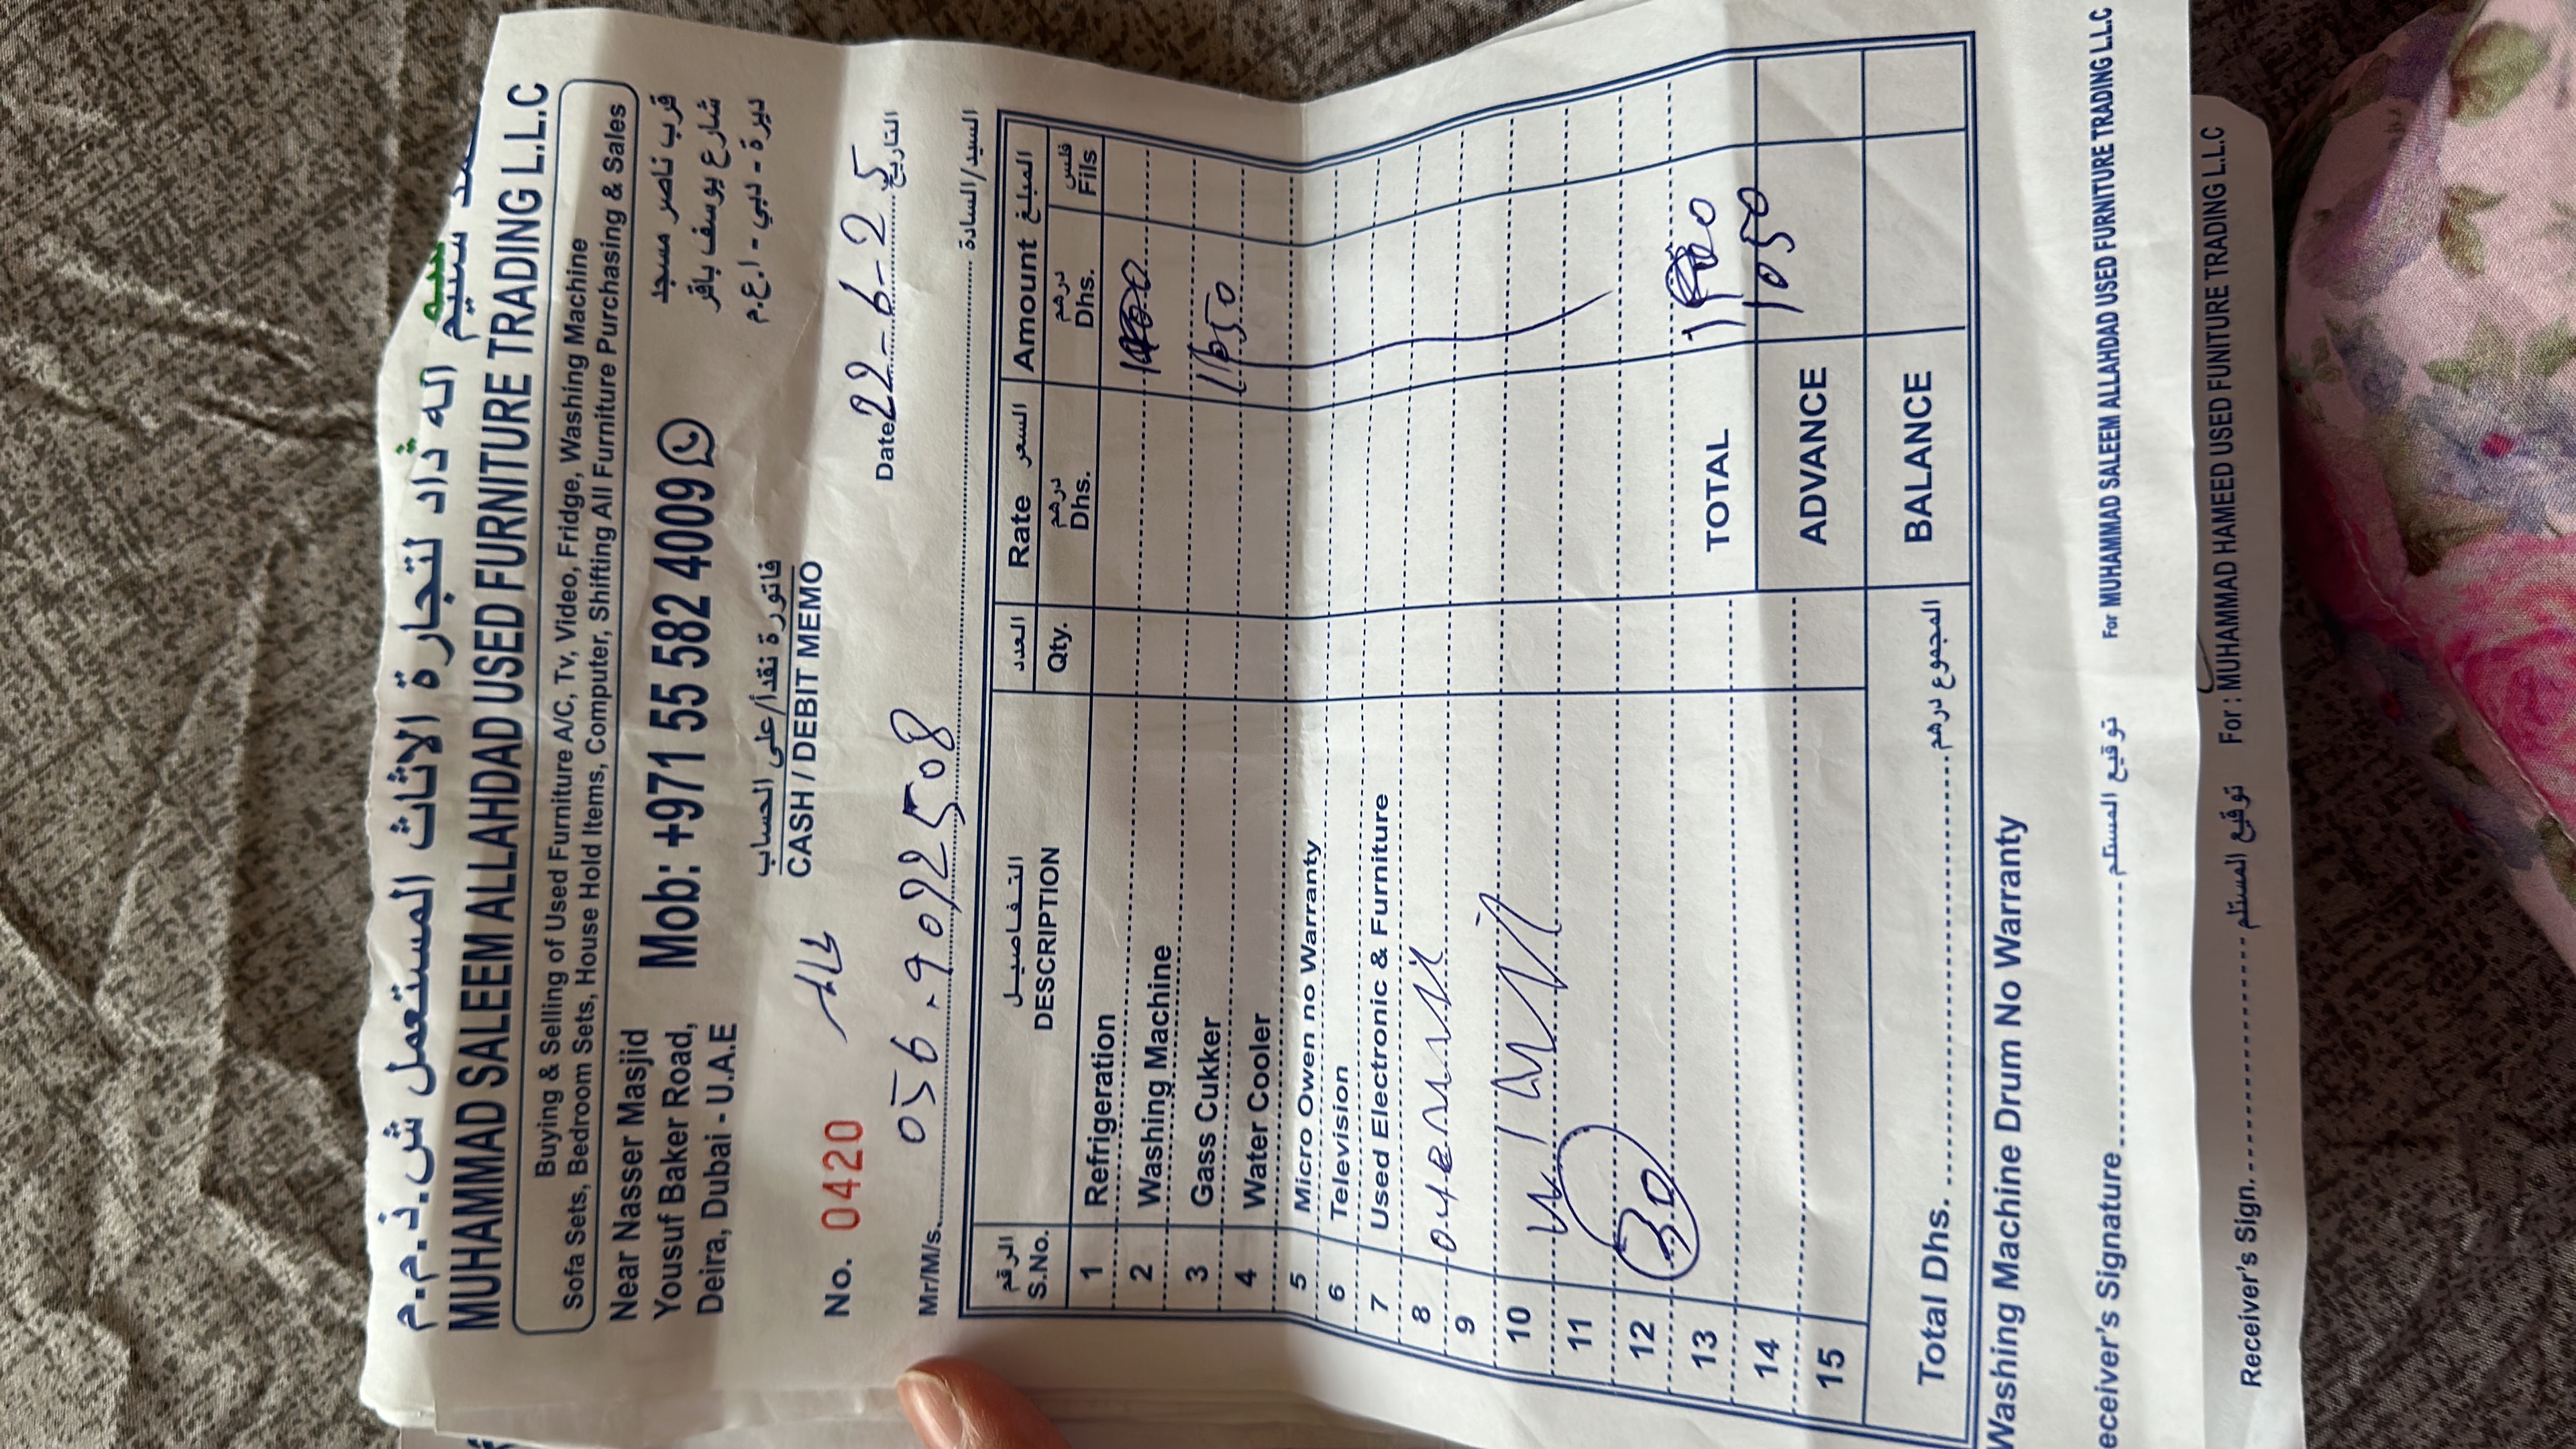 اله داد لتجارة الاثاث المستعمل ش.ذ.م.م
MUHAMMAD SALEEM ALLAHDAD USED FURNITURE TRADING L.L.C
Buying & Selling of Used Furniture A/C, Tv, Video, Fridge, Washing Machine
Sofa Sets, Bedroom Sets, House Hold Items, Computer, Shifting All Furniture Purchasing & Sales
Near Nasser Masjid
Yousuf Baker Road,
Deira, Dubai - U.A.E
Mob: +971 55 582 4009
قرب ناصر مسجد
شارع يوسف باقر
ديرة - دبي - ا.ع.م
فاتورة نقداً/على الحساب
CASH / DEBIT MEMO
No. 0420
Date 22-6-25 التاريخ
Mr/M/s. 056.9092508 السيد/السادة
الرقم التفاصيل العدد Rate السعر Amount المبلغ
S.No. DESCRIPTION Qty. درهم Dhs. درهم Dhs. فلس Fils
1 Refrigeration
2 Washing Machine
3 Gass Cukker
4 Water Cooler 1650
5 Micro Owen no Warranty
6 Television
7 Used Electronic & Furniture
8
9
10
11
12 30
13 TOTAL
14 1050
15 ADVANCE
Total Dhs. المجموع درهم BALANCE
Washing Machine Drum No Warranty
eceiver's Signature توقيع المستلم For MUHAMMAD SALEEM ALLAHDAD USED FURNITURE TRADING L.L.C
Receiver's Sign. توقيع المستلم For : MUHAMMAD HAMEED USED FUNITURE TRADING L.L.C